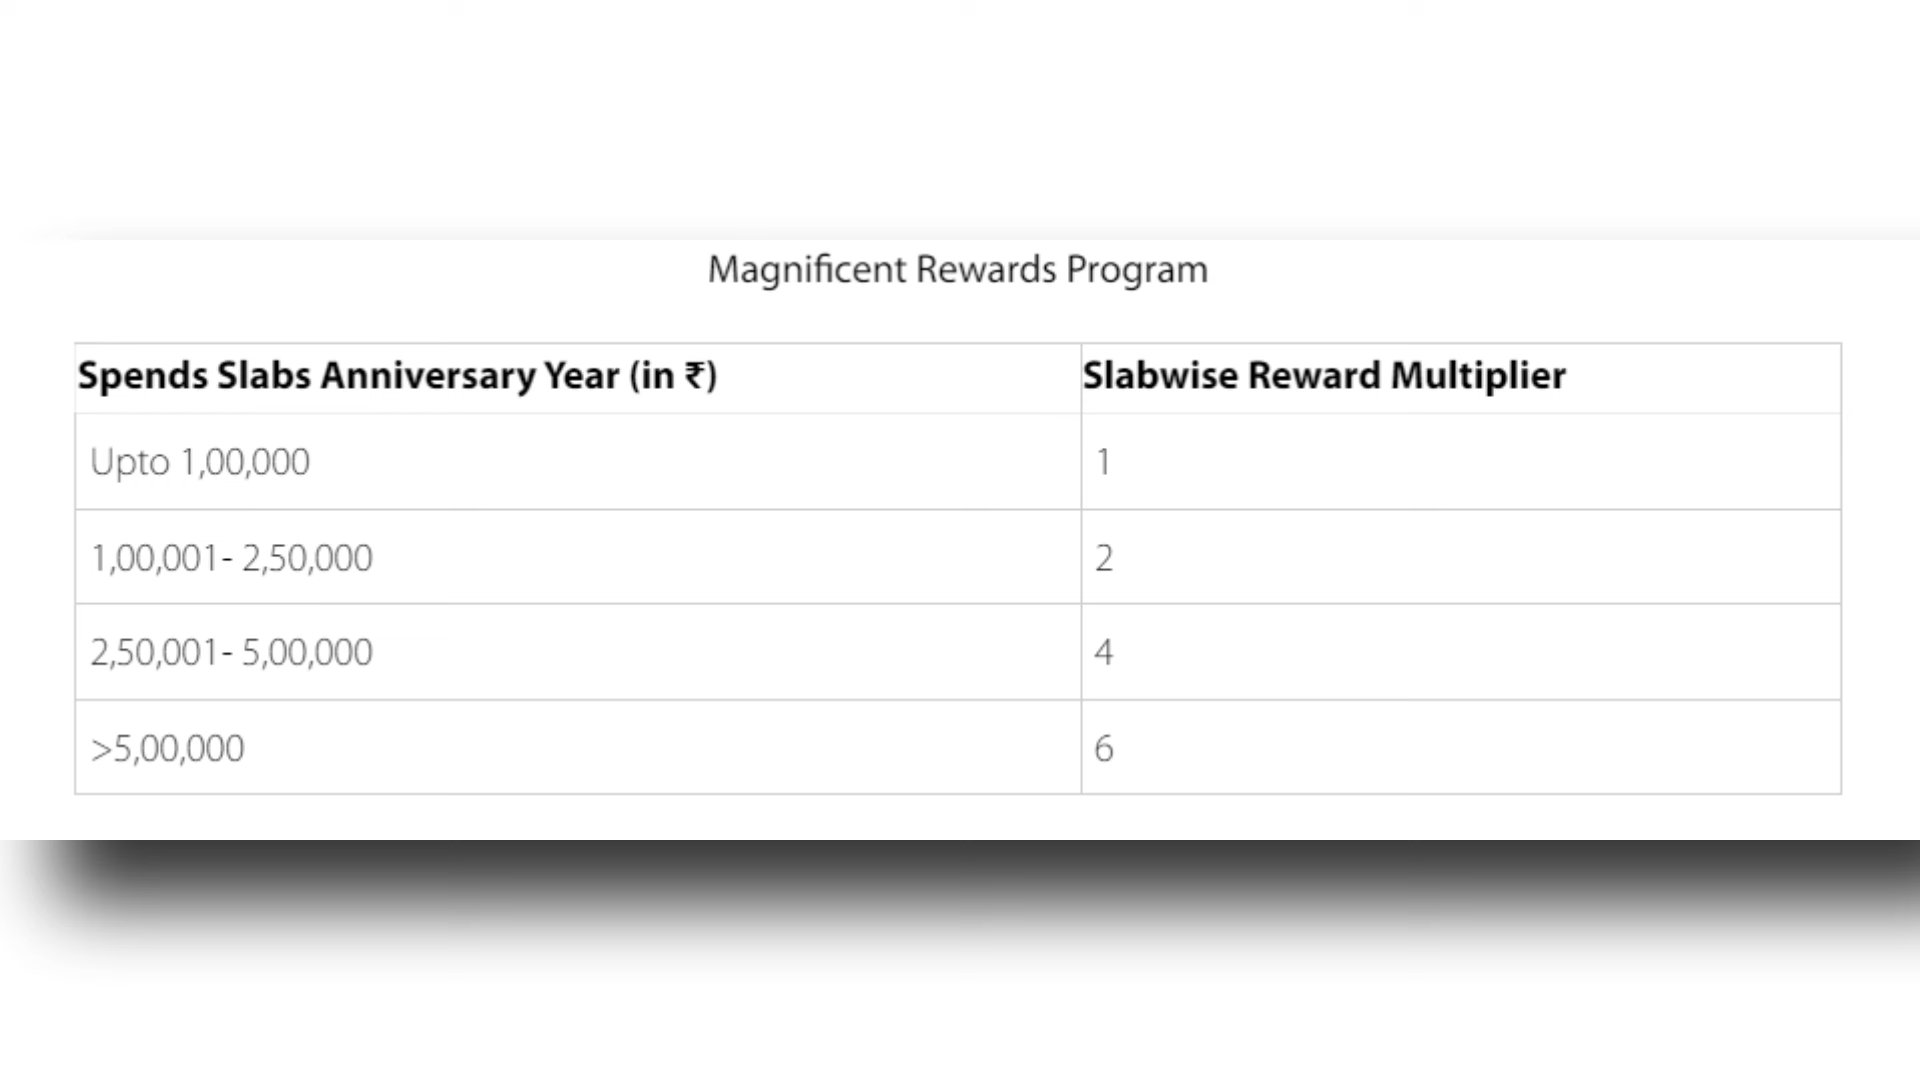 Magnificent Rewards Program
Spends Slabs Anniversary Year (in ₹) Slabwise Reward Multiplier
Upto 1,00,000 1
1,00,001- 2,50,000 2
2,50,001- 5,00,000 4
>5,00,000 6